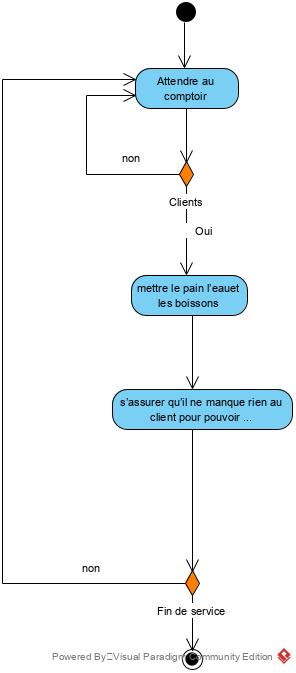 Attendre au
comptoir
non
Clients
Oui
mettre le pain l'eauet
les boissons
s'assurer qu'il ne manque rien au
client pour pouvoir ...
non
Fin de service
Powered By Visual Paradigm Community Edition